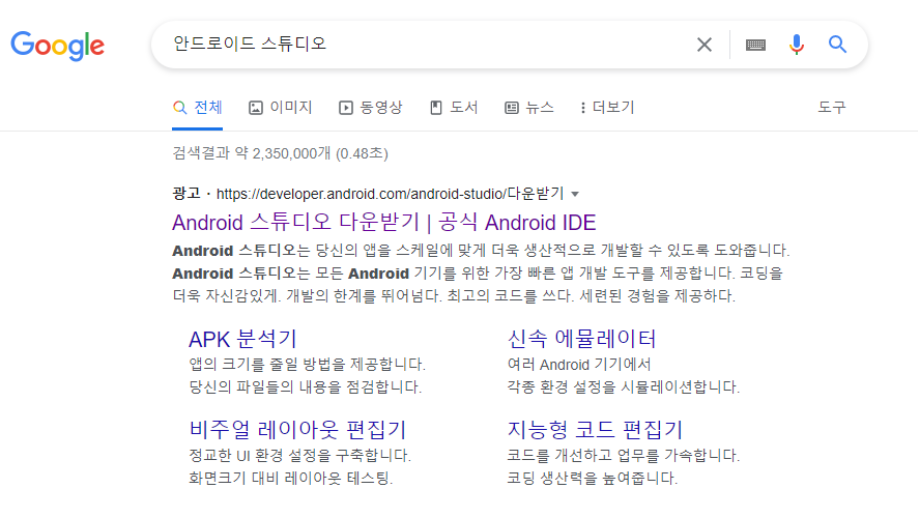 Google
안드로이드 스튜디오
전체 이미지 동영상 도서 뉴스 더보기 도구
검색결과 약 2,350,000개 (0.48초)
광고 · https://developer.android.com/android-studio/다운받기
Android 스튜디오 다운받기 | 공식 Android IDE
Android 스튜디오는 당신의 앱을 스케일에 맞게 더욱 생산적으로 개발할 수 있도록 도와줍니다.
Android 스튜디오는 모든 Android 기기를 위한 가장 빠른 앱 개발 도구를 제공합니다. 코딩을
더욱 자신감있게. 개발의 한계를 뛰어넘다. 최고의 코드를 쓰다. 세련된 경험을 제공하다.
APK 분석기
앱의 크기를 줄일 방법을 제공합니다.
당신의 파일들의 내용을 점검합니다.
신속 에뮬레이터
여러 Android 기기에서
각종 환경 설정을 시뮬레이션합니다.
비주얼 레이아웃 편집기
정교한 UI 환경 설정을 구축합니다.
화면크기 대비 레이아웃 테스팅.
지능형 코드 편집기
코드를 개선하고 업무를 가속합니다.
코딩 생산력을 높여줍니다.